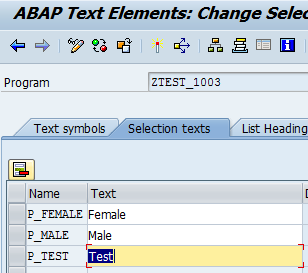 ABAP Text Elements: Change Selec
Program ZTEST_1003
Text symbols Selection texts List Heading
Name Text D
P_FEMALE Female
P_MALE Male
P_TEST Test